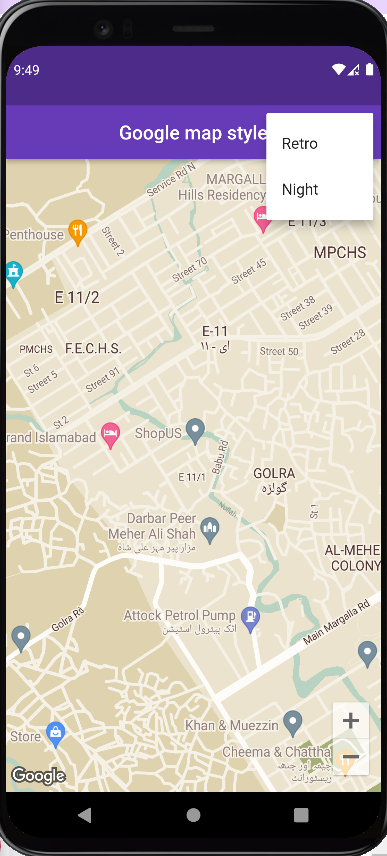 9:49
Google map style
Retro
Night
Service Rd N
MARGALL
Hills Residency
Penthouse
Street 2
E 11/3
MPCHS
Street 70
Street 45
E 11/2
Street 38
Street 39
E-11
ای - ۱۱
Street 28
PMCHS
F.E.C.H.S.
Street 50
St 6
Street 5
Street 91
St 2
rand Islamabad
ShopUS
Babu Rd
E 11/1
GOLRA
گولڑہ
Nullah
St 1
Darbar Peer
Meher Ali Shah
مزار پیر مہر علی شاہ
AL-MEHE
COLONY
Golra Rd
Attock Petrol Pump
اٹک پیٹرول اسٹیشن
Main Margalla Rd
Khan & Muezzin
Store
Cheema & Chattha
چیمہ اور چٹھہ
ریسٹورانٹ
Google